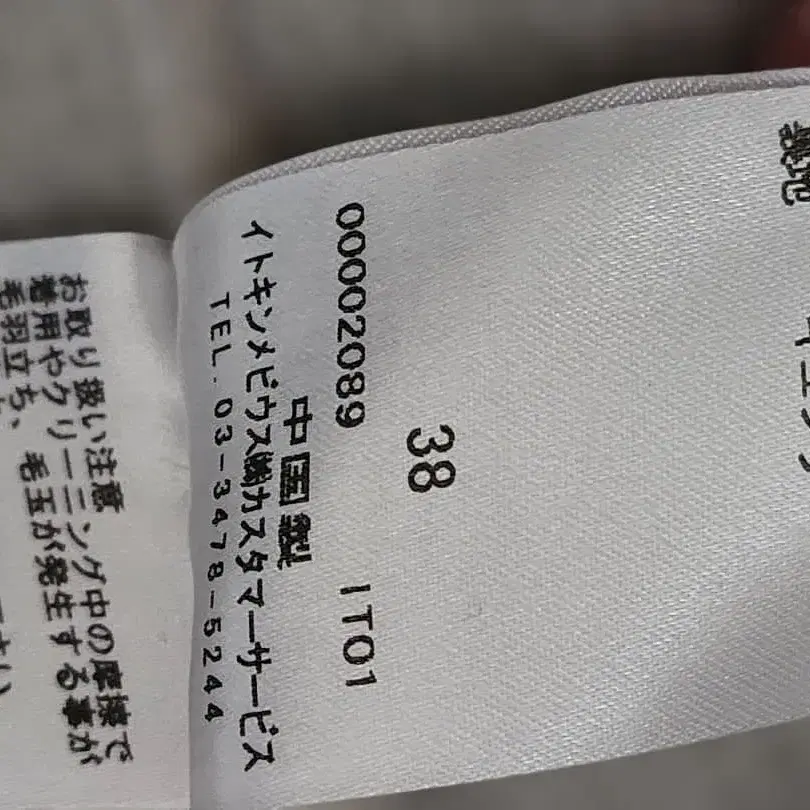 表地
38
00002089 IT01
中国製
イトキンメビウス㈱カスタマーサービス
TEL.03-3478-5244
お取り扱い注意
着用やクリーニング中の摩擦で
毛羽立ち、毛玉が発生する事が